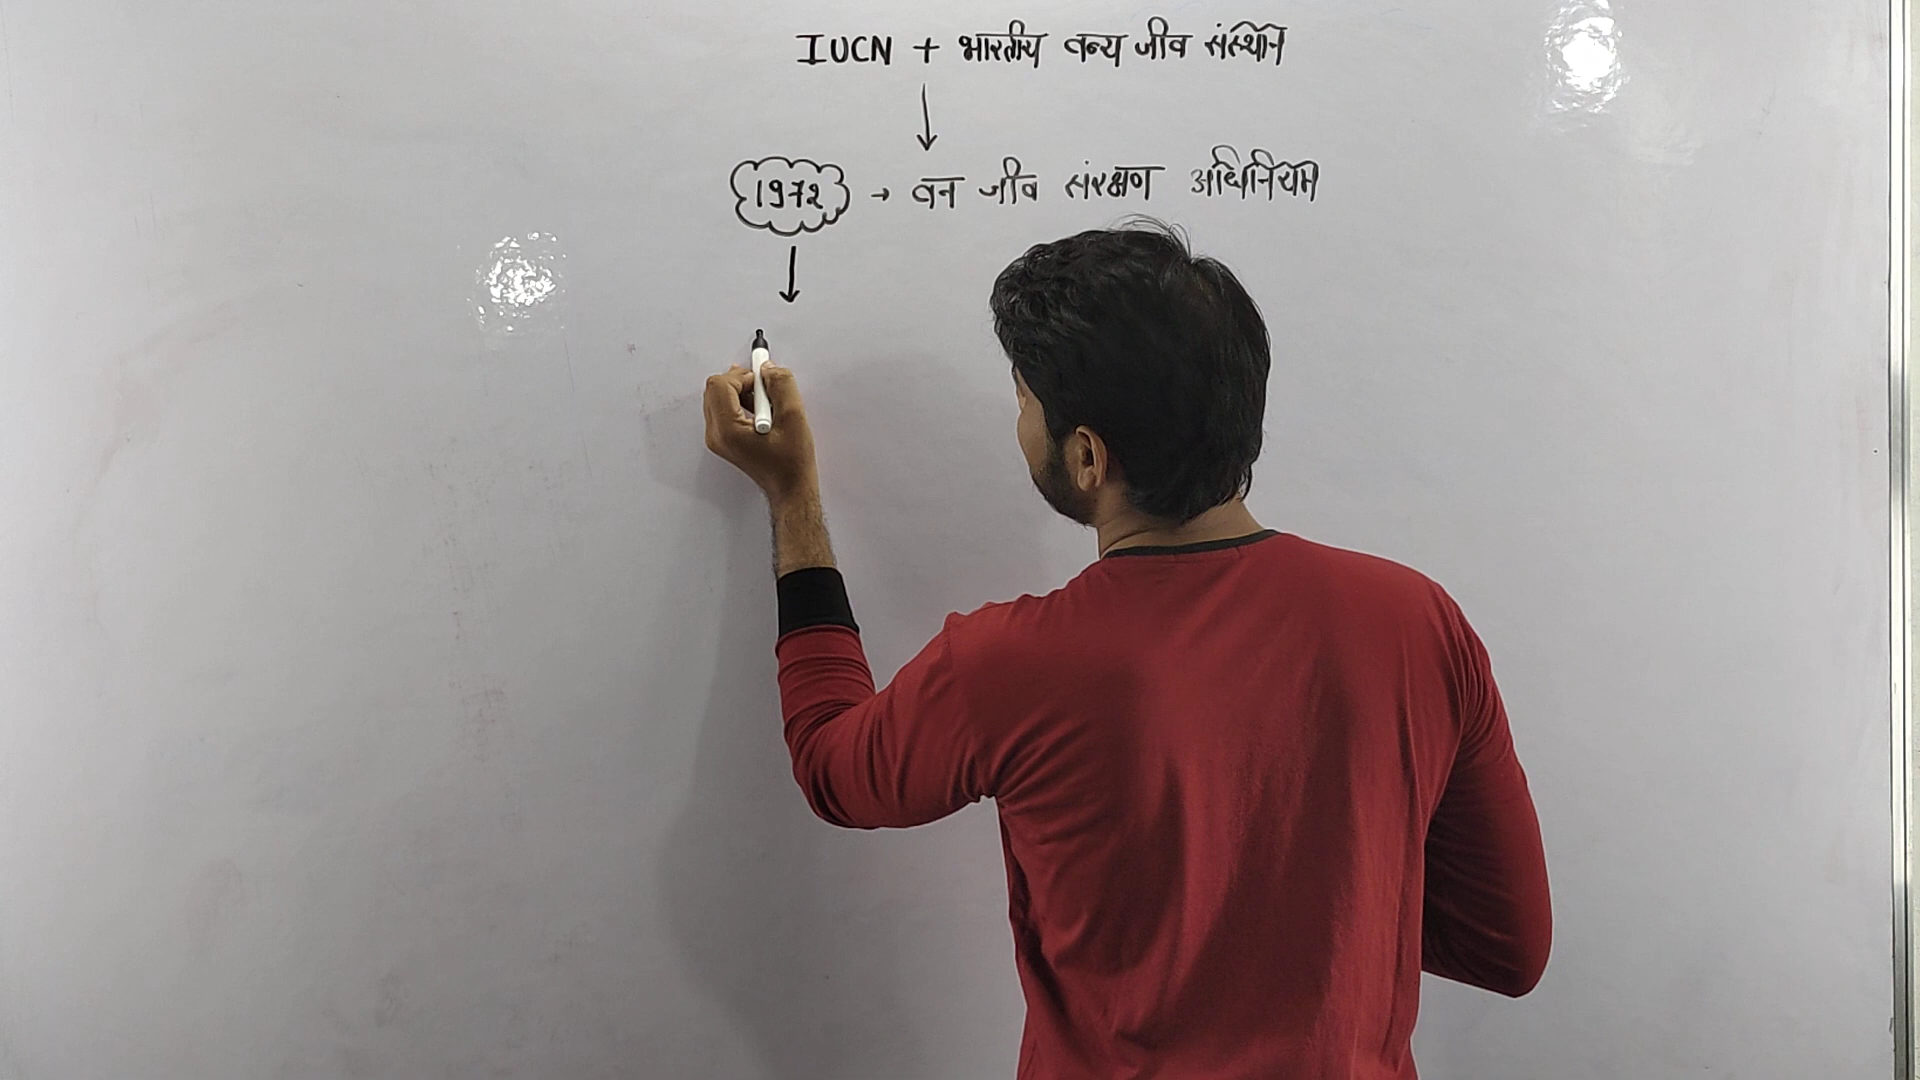 IUCN + भारतीय वन्य जीव संस्थान
1972 → वन जीव संरक्षण अधिनियम